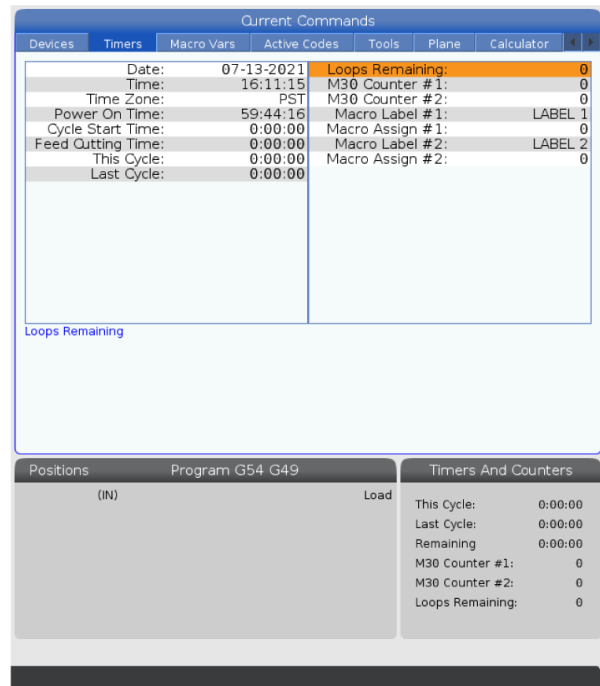 Current Commands
Devices Timers Macro Vars Active Codes Tools Plane Calculator
Date: 07-13-2021
Time: 16:11:15
Time Zone: PST
Power On Time: 59:44:16
Cycle Start Time: 0:00:00
Feed Cutting Time: 0:00:00
This Cycle: 0:00:00
Last Cycle: 0:00:00
Loops Remaining: 0
M30 Counter #1: 0
M30 Counter #2: 0
Macro Label #1: LABEL 1
Macro Assign #1: 0
Macro Label #2: LABEL 2
Macro Assign #2: 0
Loops Remaining
Positions Program G54 G49
(IN) Load
Timers And Counters
This Cycle: 0:00:00
Last Cycle: 0:00:00
Remaining 0:00:00
M30 Counter #1: 0
M30 Counter #2: 0
Loops Remaining: 0